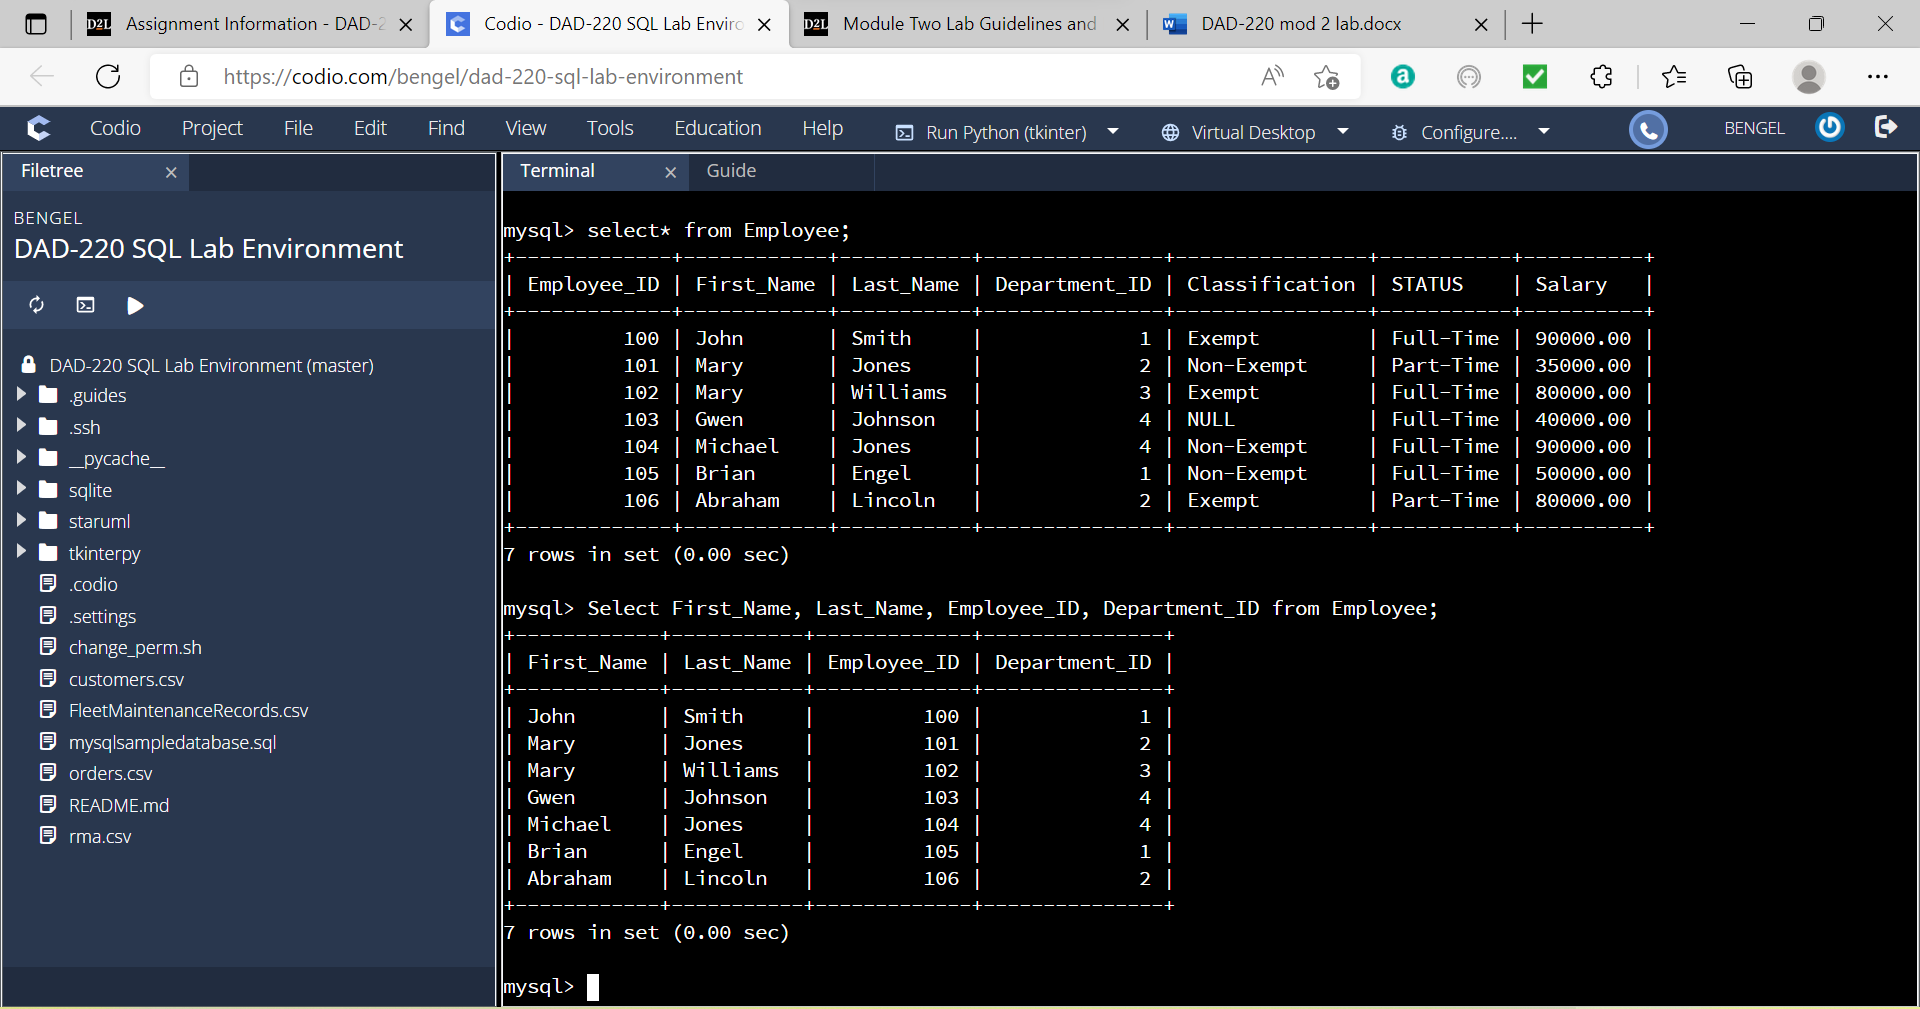 Assignment Information - DAD-2
Codio - DAD-220 SQL Lab Enviro
Module Two Lab Guidelines and
DAD-220 mod 2 lab.docx
https://codio.com/bengel/dad-220-sql-lab-environment
Codio Project File Edit Find View Tools Education Help Run Python (tkinter) Virtual Desktop Configure.... BENGEL
Filetree
BENGEL
DAD-220 SQL Lab Environment
DAD-220 SQL Lab Environment (master)
.guides
.ssh
__pycache__
sqlite
staruml
tkinterpy
.codio
.settings
change_perm.sh
customers.csv
FleetMaintenanceRecords.csv
mysqlsampledatabase.sql
orders.csv
README.md
rma.csv
Terminal Guide
mysql> select* from Employee;
+-------------+------------+-----------+---------------+----------------+-----------+----------+
| Employee_ID | First_Name | Last_Name | Department_ID | Classification | STATUS    | Salary   |
+-------------+------------+-----------+---------------+----------------+-----------+----------+
|         100 | John       | Smith     |             1 | Exempt         | Full-Time | 90000.00 |
|         101 | Mary       | Jones     |             2 | Non-Exempt     | Part-Time | 35000.00 |
|         102 | Mary       | Williams  |             3 | Exempt         | Full-Time | 80000.00 |
|         103 | Gwen       | Johnson   |             4 | NULL           | Full-Time | 40000.00 |
|         104 | Michael    | Jones     |             4 | Non-Exempt     | Full-Time | 90000.00 |
|         105 | Brian      | Engel     |             1 | Non-Exempt     | Full-Time | 50000.00 |
|         106 | Abraham    | Lincoln   |             2 | Exempt         | Part-Time | 80000.00 |
+-------------+------------+-----------+---------------+----------------+-----------+----------+
7 rows in set (0.00 sec)
mysql> Select First_Name, Last_Name, Employee_ID, Department_ID from Employee;
+------------+-----------+-------------+---------------+
| First_Name | Last_Name | Employee_ID | Department_ID |
+------------+-----------+-------------+---------------+
| John       | Smith     |         100 |             1 |
| Mary       | Jones     |         101 |             2 |
| Mary       | Williams  |         102 |             3 |
| Gwen       | Johnson   |         103 |             4 |
| Michael    | Jones     |         104 |             4 |
| Brian      | Engel     |         105 |             1 |
| Abraham    | Lincoln   |         106 |             2 |
+------------+-----------+-------------+---------------+
7 rows in set (0.00 sec)
mysql>